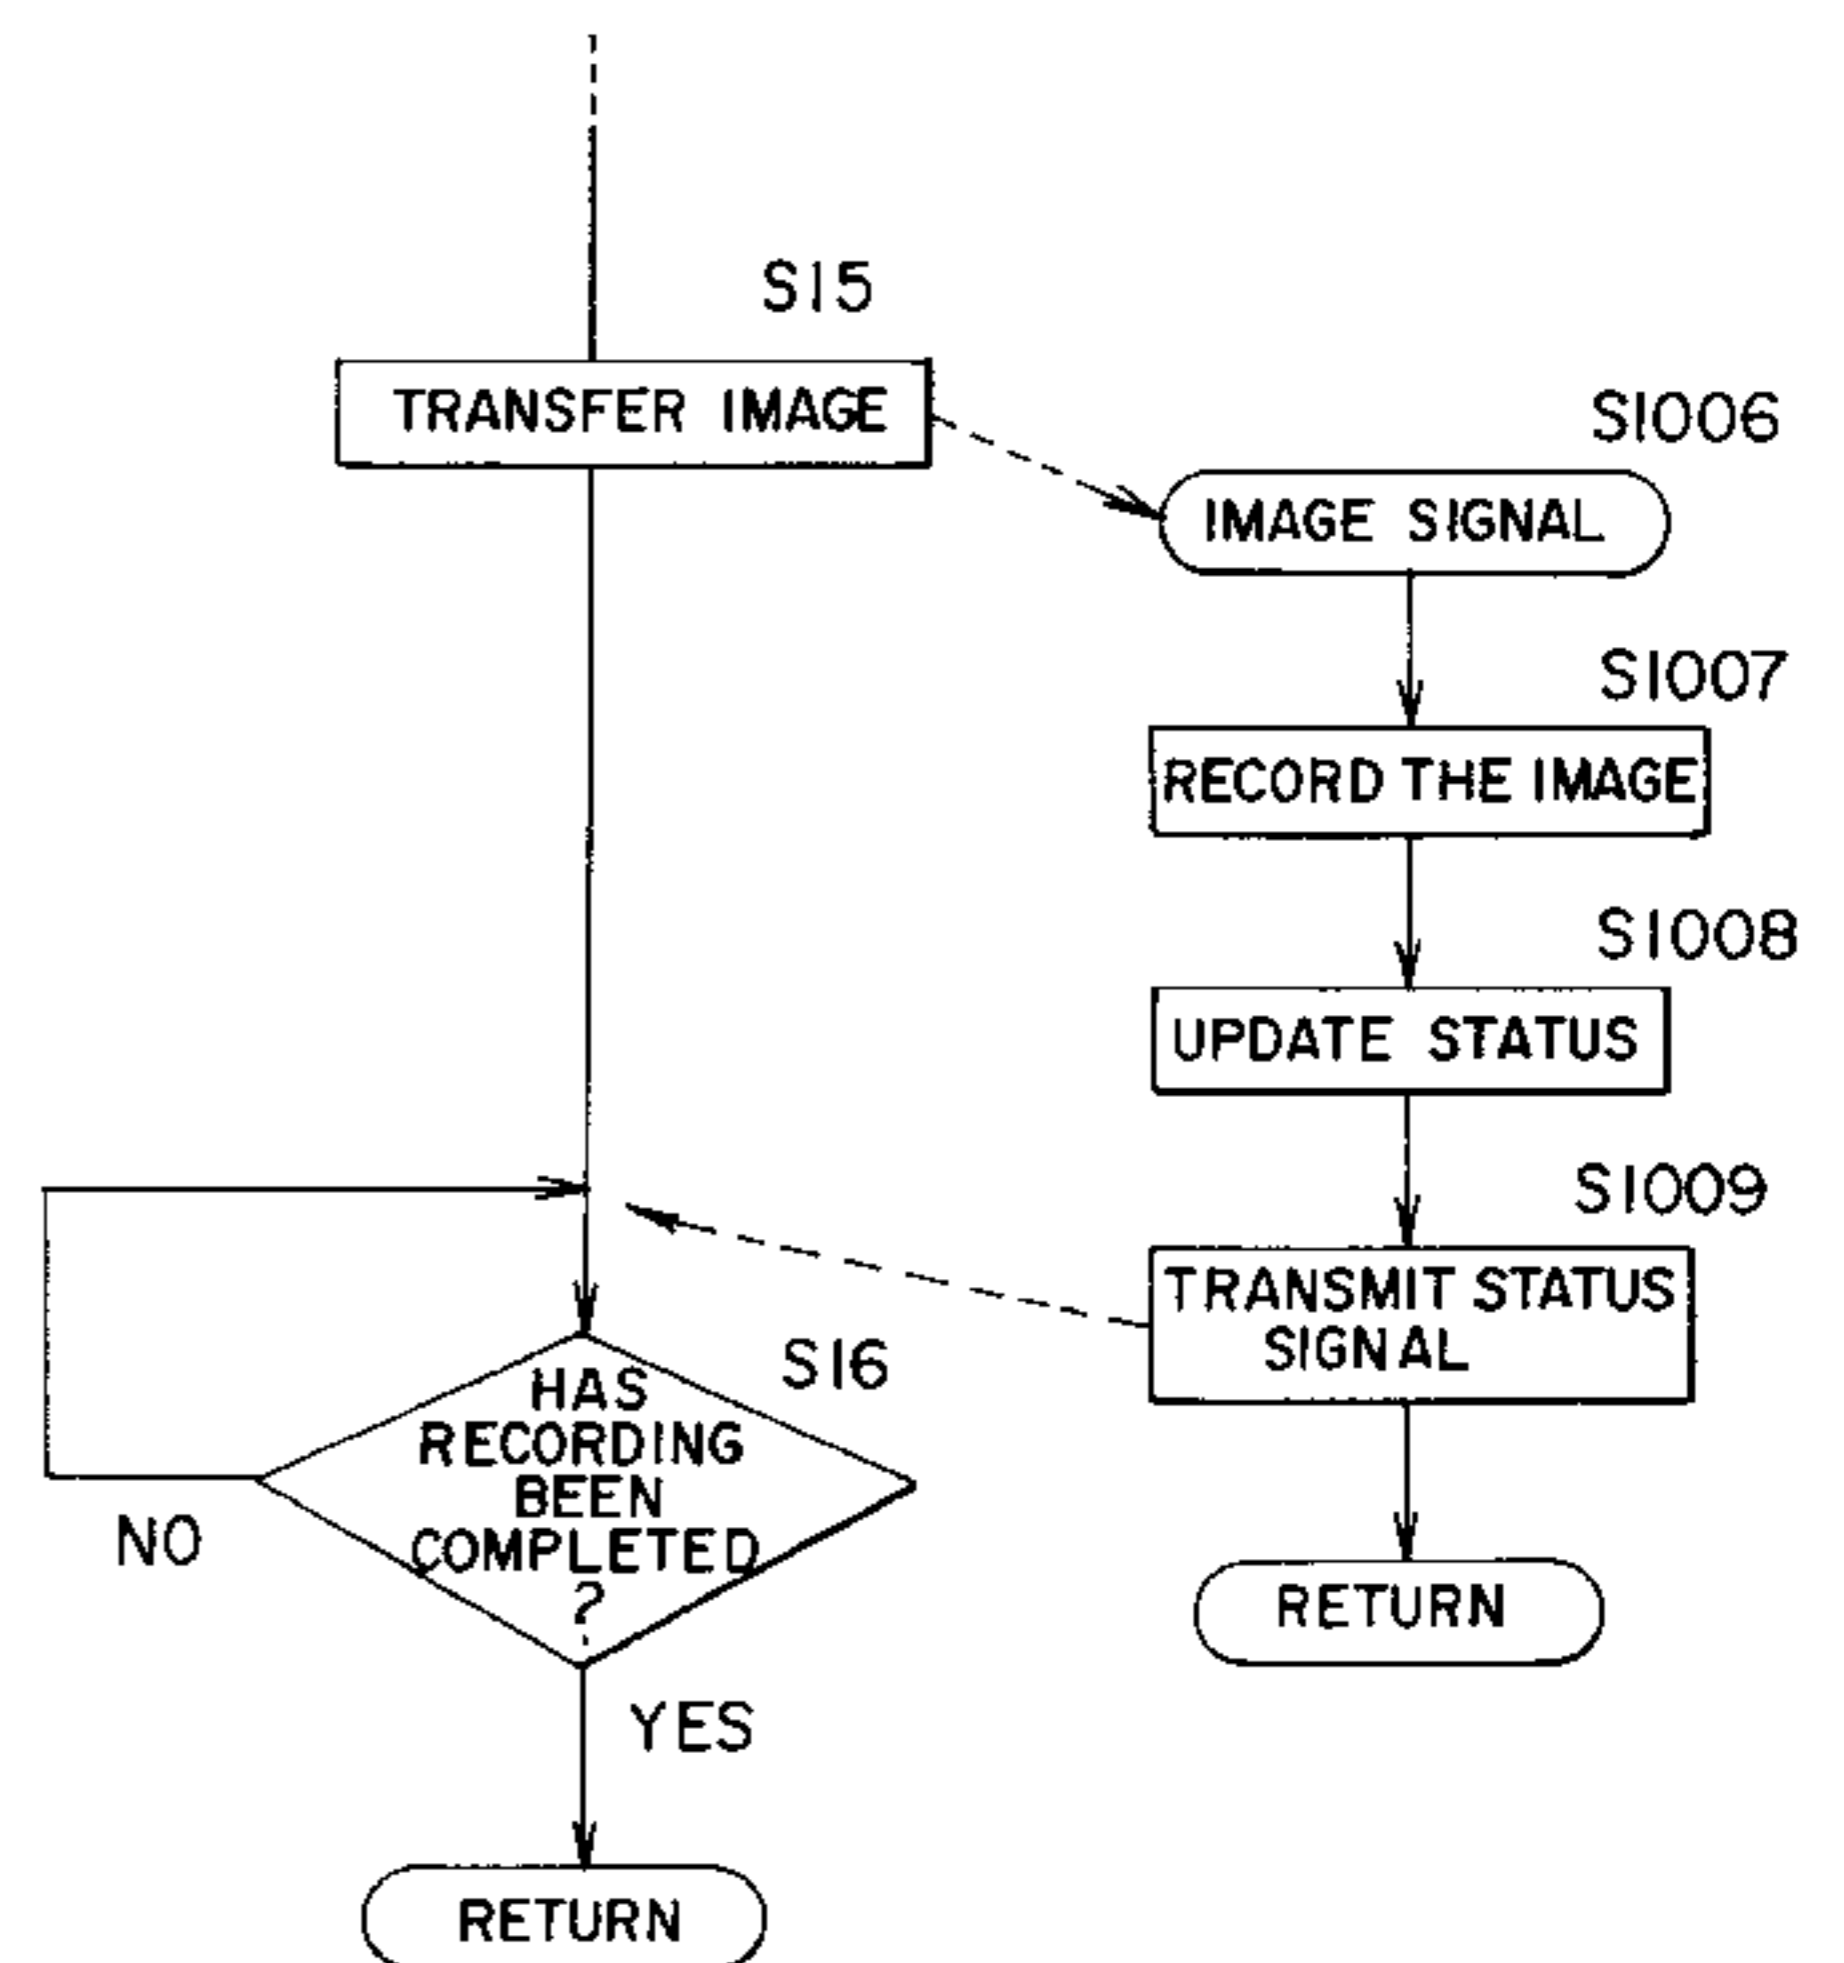 S15
TRANSFER IMAGE
S1006
IMAGE SIGNAL
S1007
RECORD THE IMAGE
S1008
UPDATE STATUS
S1009
TRANSMIT STATUS
SIGNAL
S16
HAS
RECORDING
BEEN
COMPLETED
?
NO
RETURN
YES
RETURN